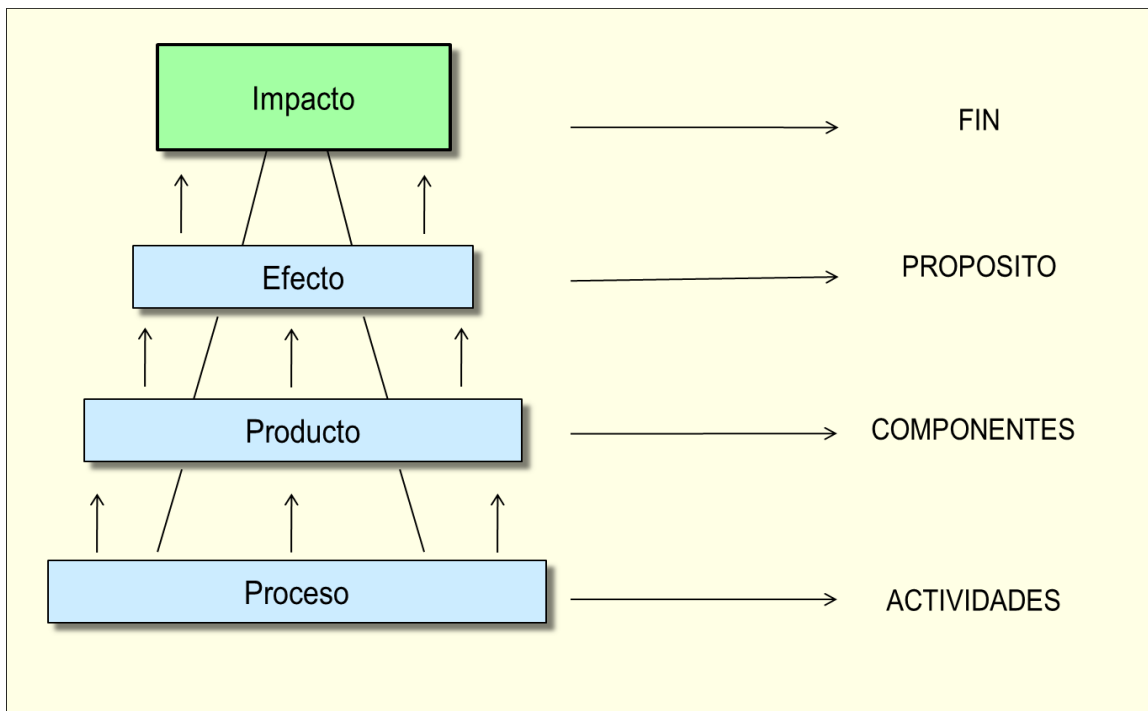 Impacto
FIN
Efecto
PROPOSITO
Producto
COMPONENTES
Proceso
ACTIVIDADES